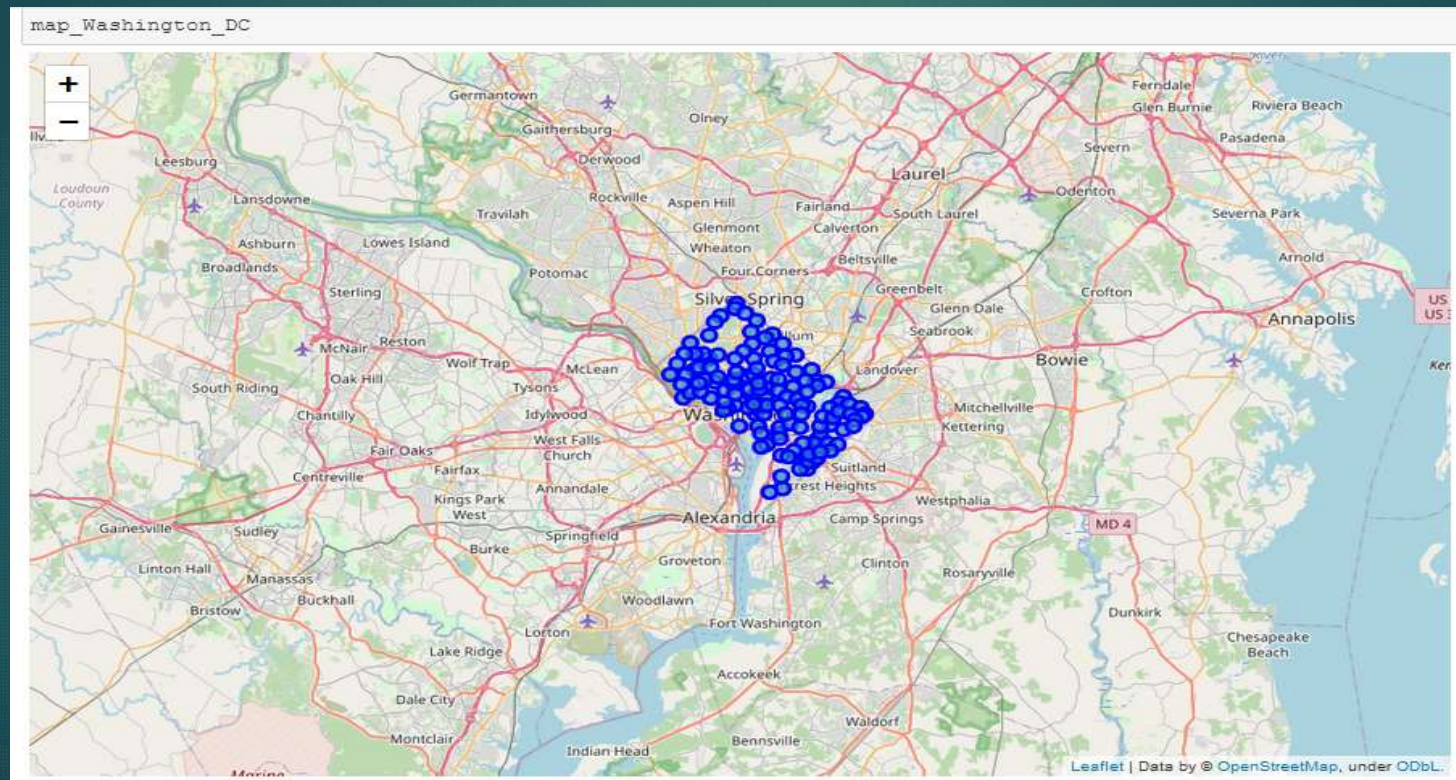 map_Washington_DC
+
−
River
Ferndale
Germantown
Glen Burnie
Riviera Beach
Olney
Gaithersburg
Pasadena
Severn
Derwood
Leesburg
Laurel
Loudoun
County
Lansdowne
Rockville
Aspen Hill
Fairland
Odenton
Travilah
South Laurel
Severna Park
Glenmont
Calverton
Ashburn
Lowes Island
Wheaton
Arnold
Broadlands
Beltsville
Potomac
Four Corners
Sterling
Greenbelt
Crofton
Silver Spring
US
Glenn Dale
US
Annapolis
Seabrook
McNair
Reston
Wolf Trap
Bowie
McLean
Landover
Oak Hill
South Riding
Tysons
Mitchellville
Chantilly
Idylwood
Kettering
West Falls
Church
Fair Oaks
Suitland
Fairfax
Centreville
Annandale
Kings Park
West
Westphalia
Alexandria
Camp Springs
MD 4
Gainesville
Sudley
Springfield
Burke
Groveton
Clinton
Linton Hall
Rosaryville
Manassas
Buckhall
Woodlawn
Bristow
Dunkirk
Fort Washington
Lorton
Chesapeake
Beach
Lake Ridge
Accokeek
Dale City
Waldorf
Montclair
Bennsville
Indian Head
Leaflet | Data by © OpenStreetMap, under ODbL.
Marine